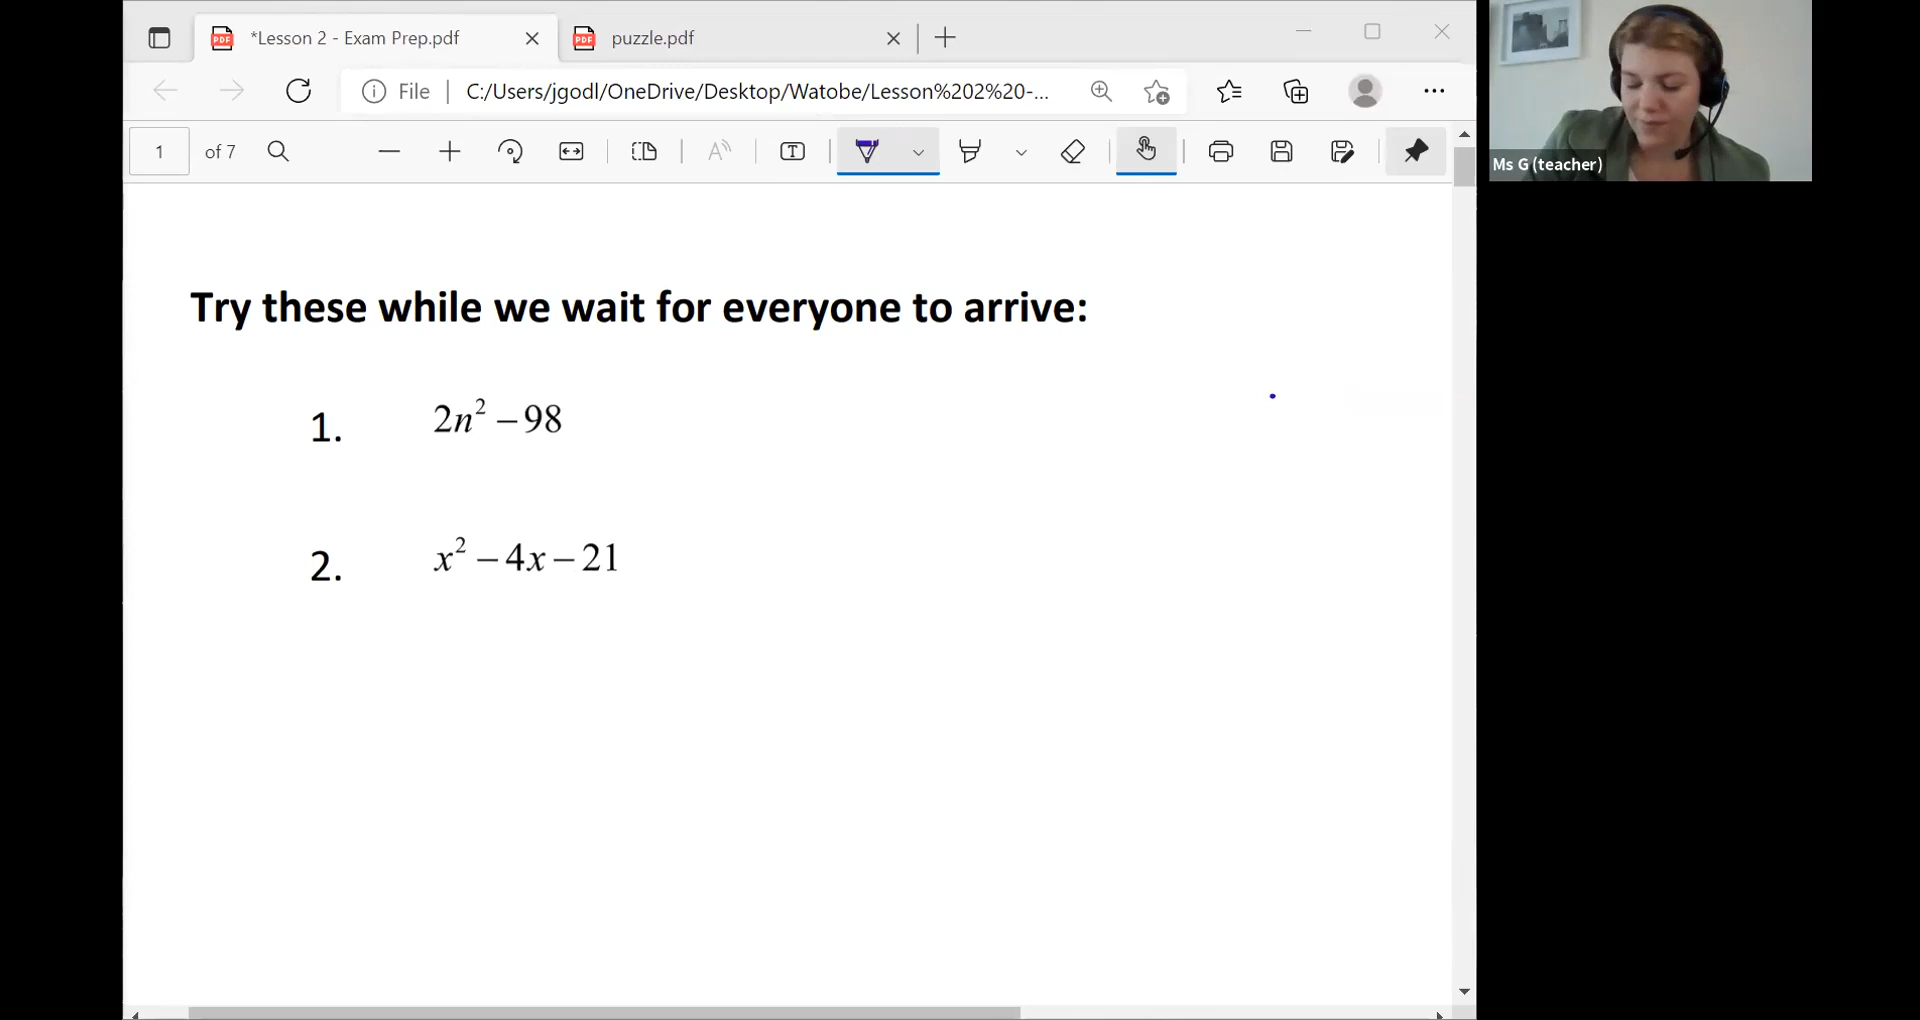 *Lesson 2 - Exam Prep.pdf
puzzle.pdf
File
C:/Users/jgodl/OneDrive/Desktop/Watobe/Lesson%202%20-...
1 of 7
Ms G (teacher)
Try these while we wait for everyone to arrive:
1. 2n² − 98
2. x² − 4x − 21